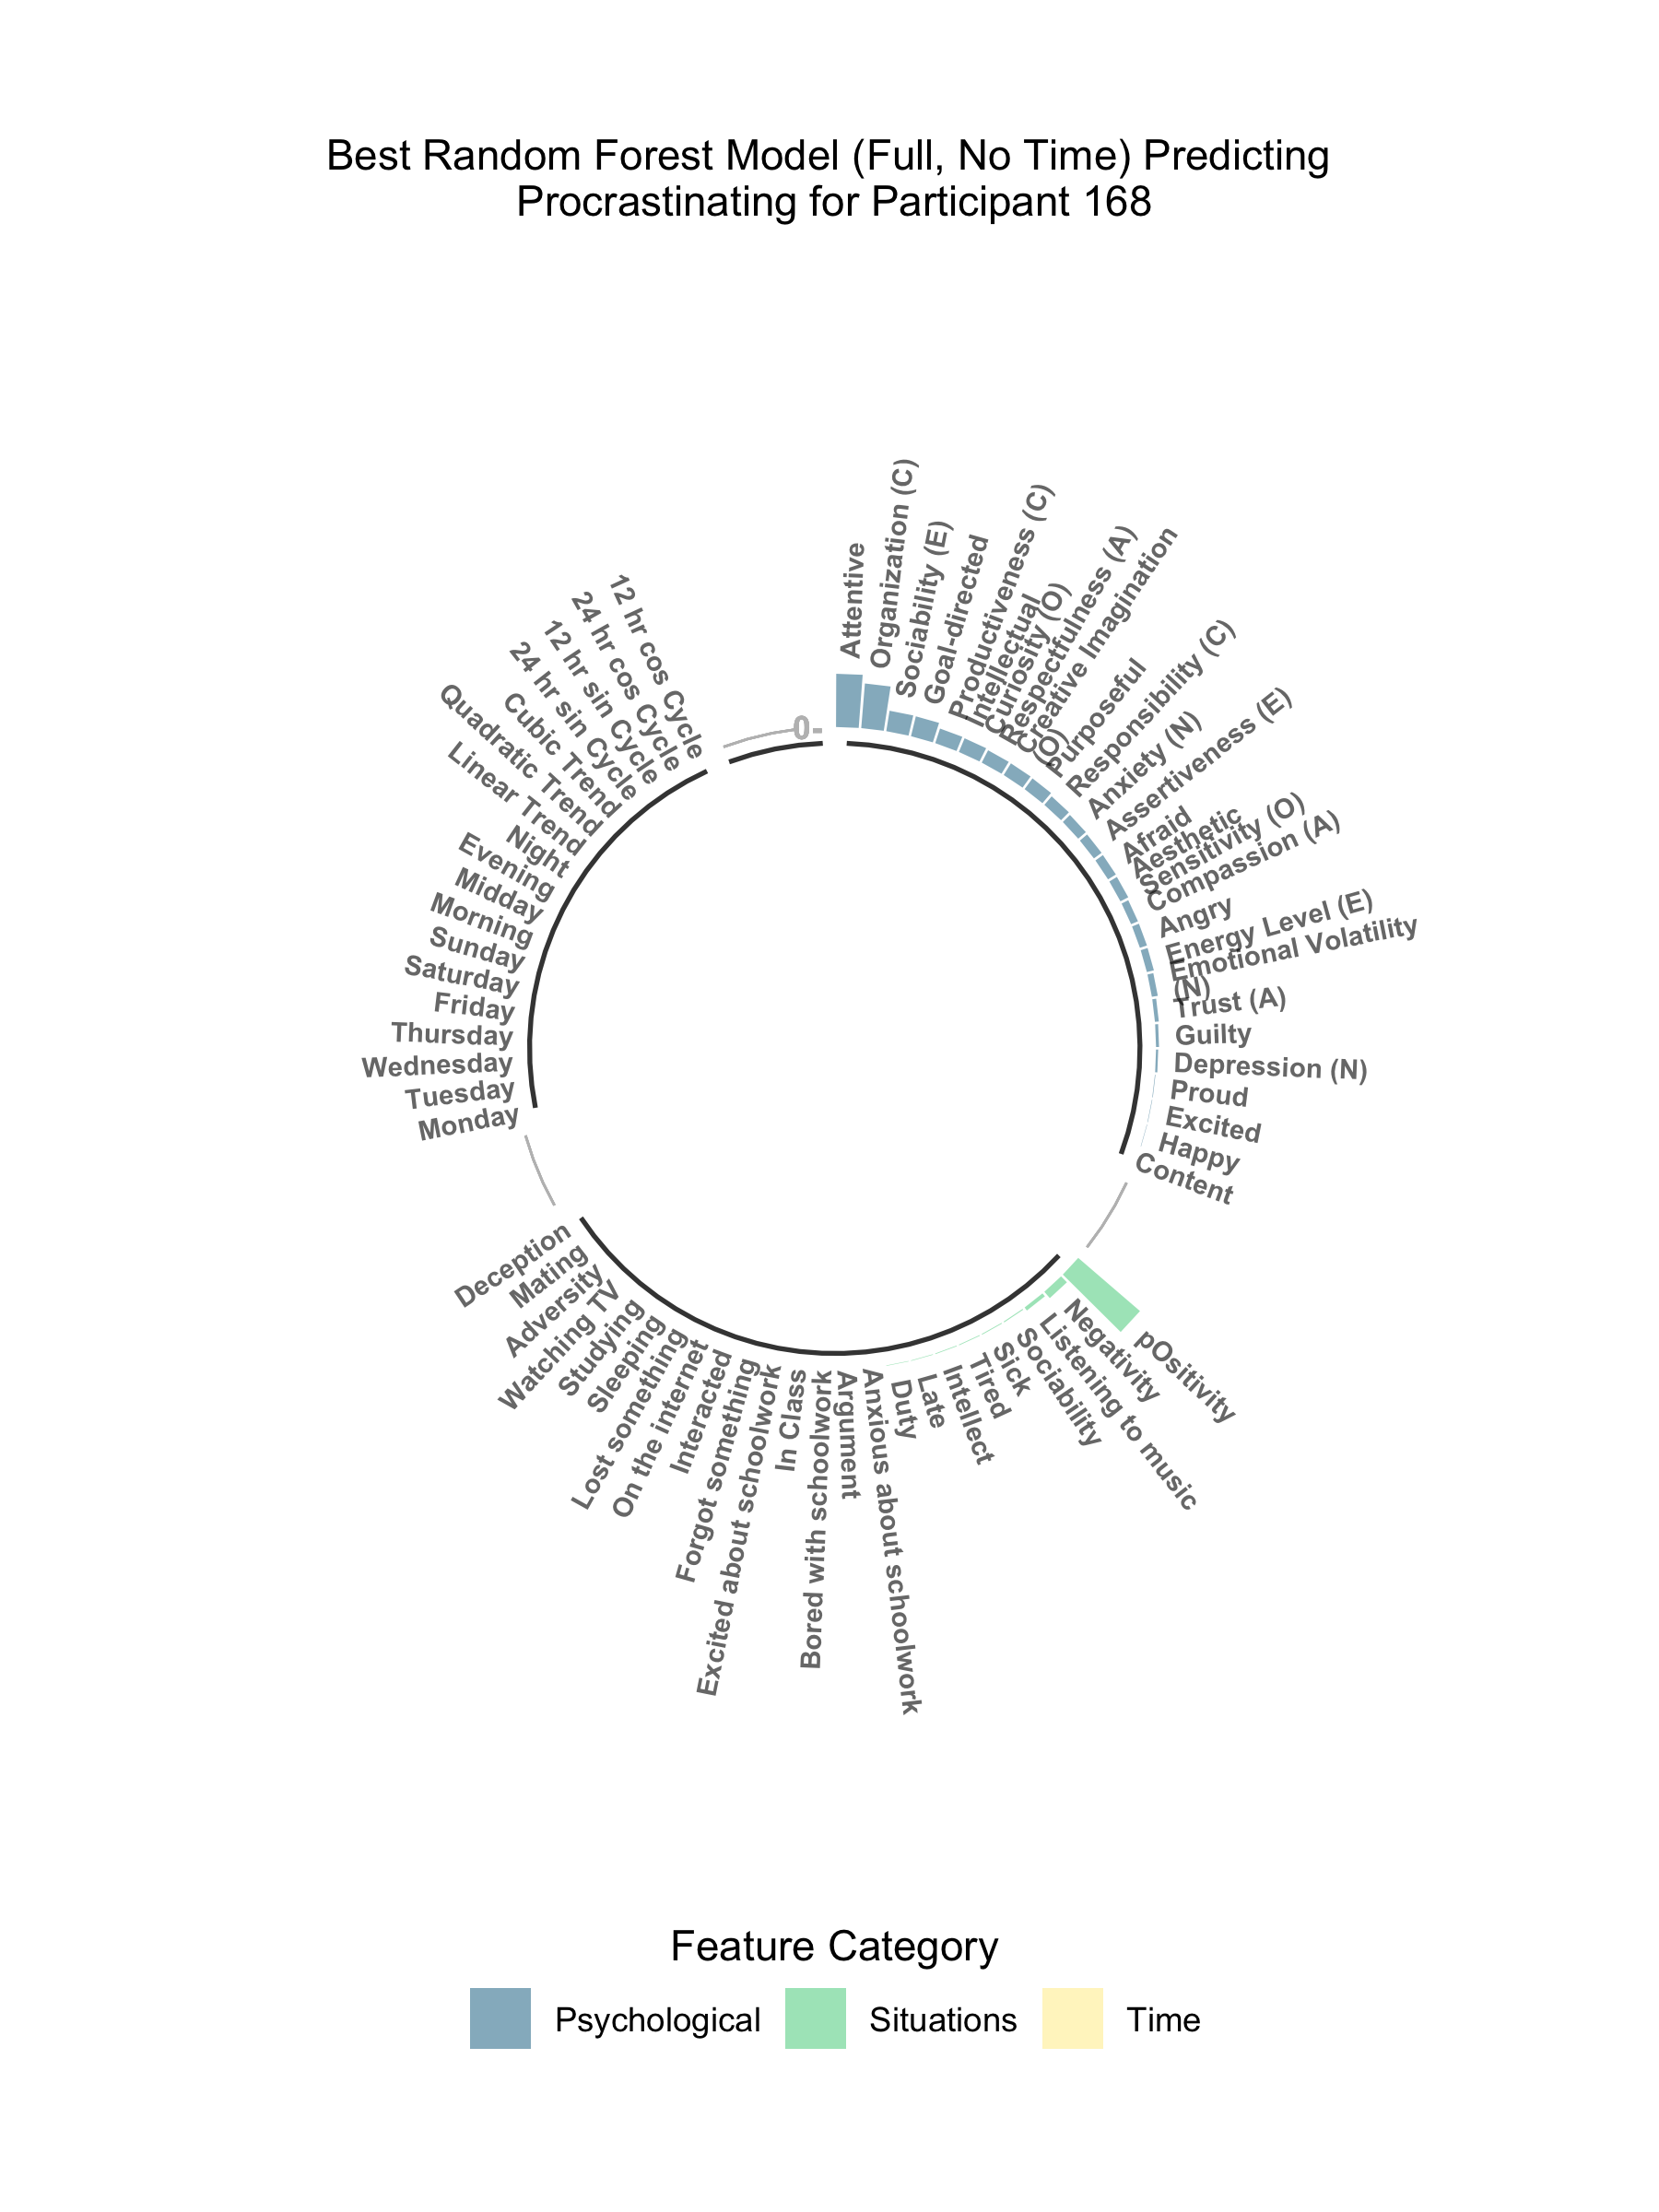 Best Random Forest Model (Full, No Time) Predicting
Procrastinating for Participant 168
0-
Attentive
Organization (C)
Sociability (E)
Goal-directed
Productiveness (C)
Intellectual
Curiosity (O)
Respectfulness (A)
Creative Imagination
(O)
Purposeful
Responsibility (C)
Anxiety (N)
Assertiveness (E)
Afraid
Aesthetic
Sensitivity (O)
Compassion (A)
Angry
Energy Level (E)
Emotional Volatility
(N)
Trust (A)
Guilty
Depression (N)
Proud
Excited
Happy
Content
pOsitivity
Negativity
Listening to music
Sociability
Sick
Tired
Intellect
Late
Duty
Anxious about schoolwork
Argument
Bored with schoolwork
In Class
Excited about schoolwork
Forgot something
Interacted
On the internet
Lost something
Sleeping
Studying
Watching TV
Adversity
Mating
Deception
Monday
Tuesday
Wednesday
Thursday
Friday
Saturday
Sunday
Morning
Midday
Evening
Night
Linear Trend
Quadratic Trend
Cubic Trend
24 hr sin Cycle
12 hr sin Cycle
24 hr cos Cycle
12 hr cos Cycle
Feature Category
Psychological
Situations
Time